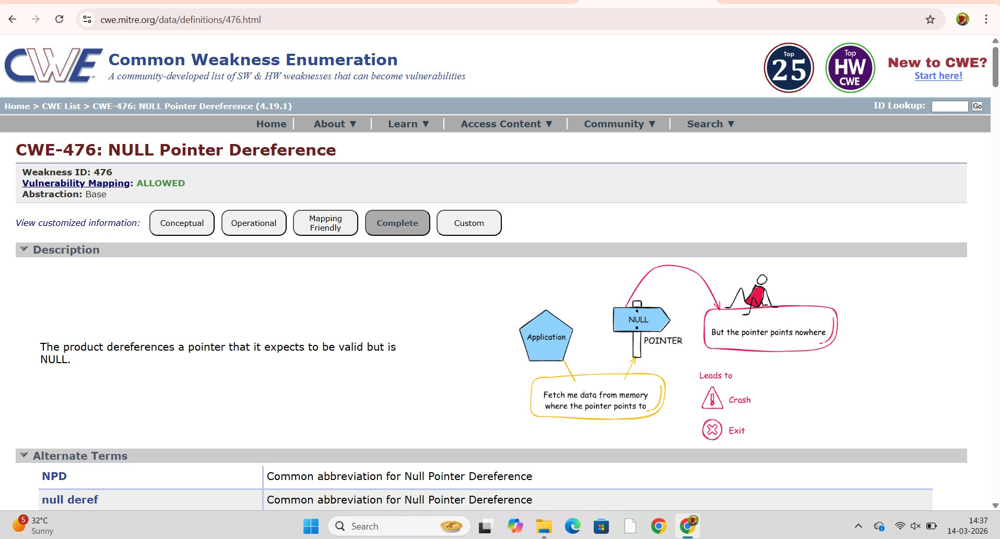 cwe.mitre.org/data/definitions/476.html
CWE
Common Weakness Enumeration
A community-developed list of SW & HW weaknesses that can become vulnerabilities
Top
25
Top
HW
CWE
New to CWE?
Start here!
Home > CWE List > CWE-476: NULL Pointer Dereference (4.19.1)
ID Lookup:
Go
Home
About ▼
Learn ▼
Access Content ▼
Community ▼
Search ▼
CWE-476: NULL Pointer Dereference
Weakness ID: 476
Vulnerability Mapping: ALLOWED
Abstraction: Base
View customized information:
Conceptual
Operational
Mapping
Friendly
Complete
Custom
Description
The product dereferences a pointer that it expects to be valid but is
NULL.
Application
NULL
POINTER
But the pointer points nowhere
Fetch me data from memory
where the pointer points to
Leads to
Crash
Exit
Alternate Terms
NPD
Common abbreviation for Null Pointer Dereference
null deref
Common abbreviation for Null Pointer Dereference
5
32°C
Sunny
Search
14:37
14-03-2026